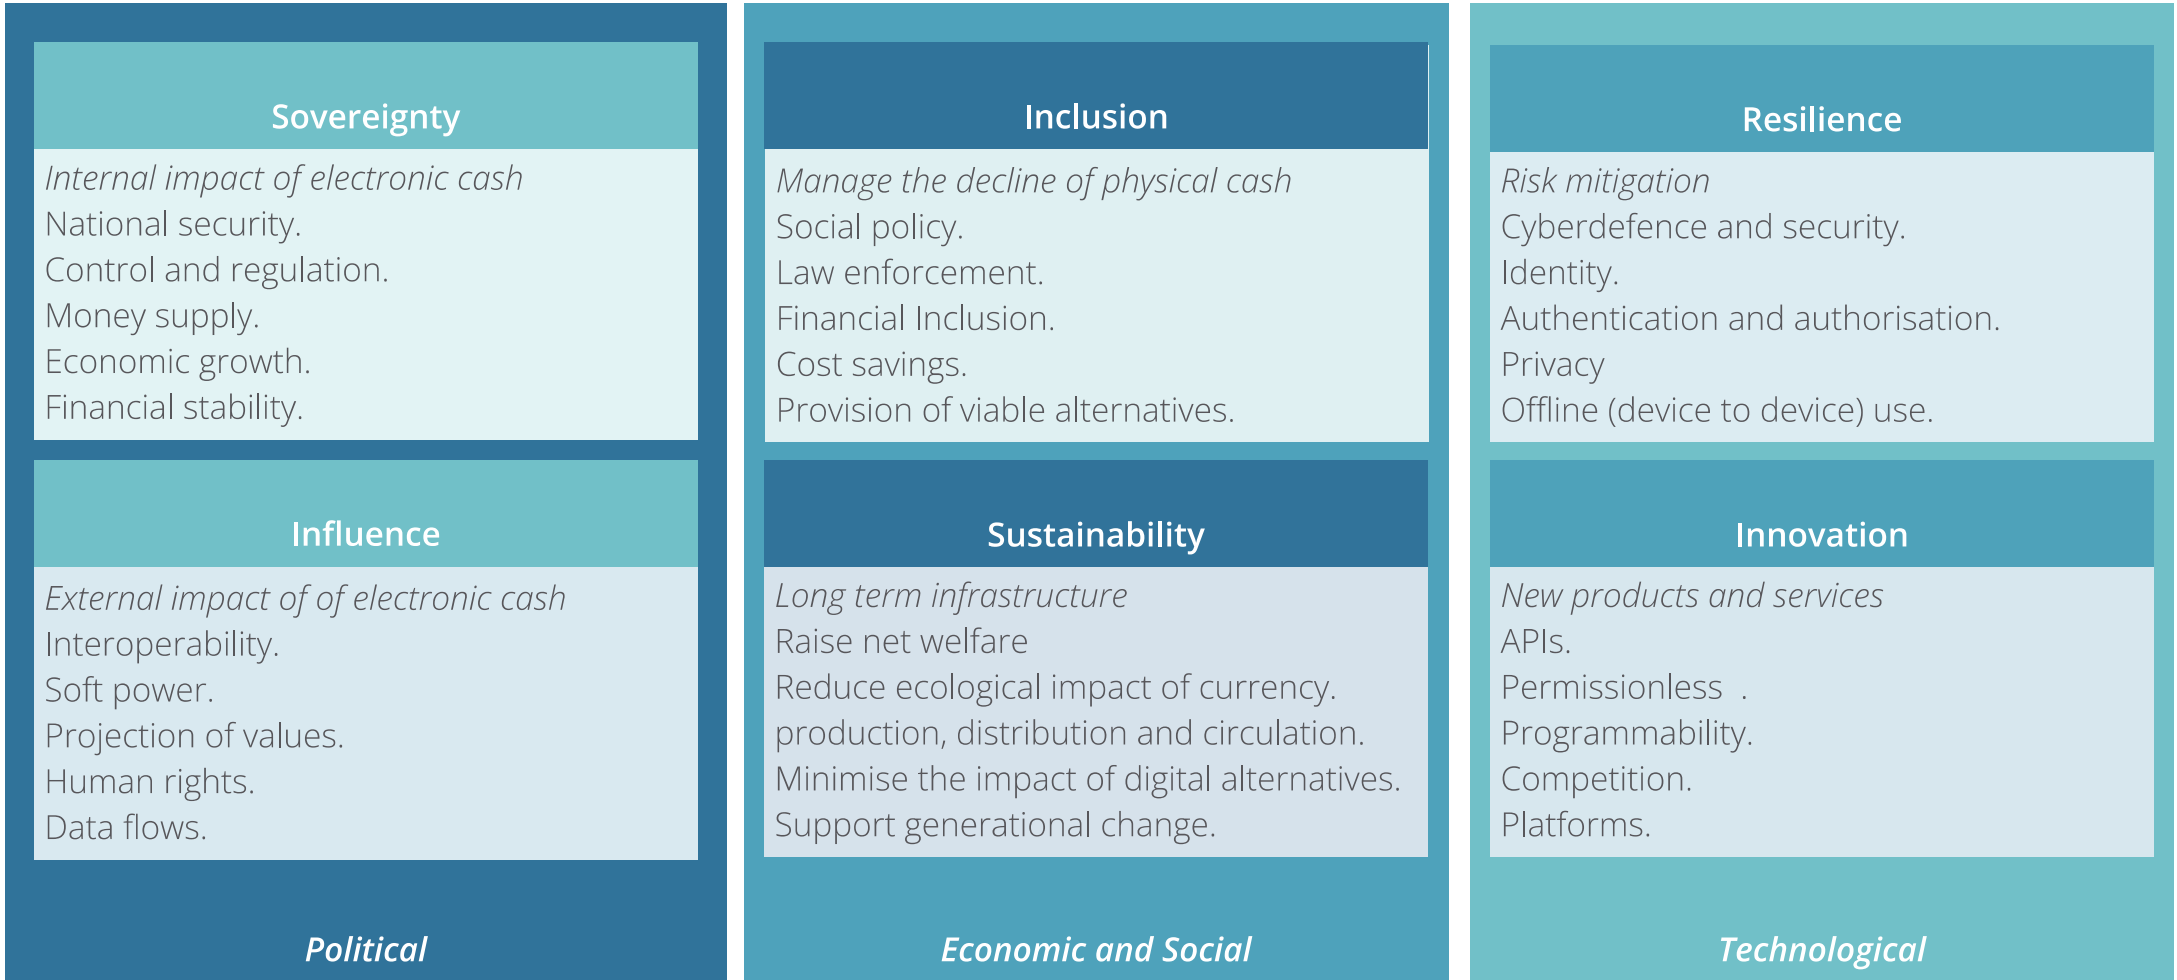 Sovereignty
Internal impact of electronic cash
National security.
Control and regulation.
Money supply.
Economic growth.
Financial stability.
Influence
External impact of of electronic cash
Interoperability.
Soft power.
Projection of values.
Human rights.
Data flows.
Political
Inclusion
Manage the decline of physical cash
Social policy.
Law enforcement.
Financial Inclusion.
Cost savings.
Provision of viable alternatives.
Sustainability
Long term infrastructure
Raise net welfare
Reduce ecological impact of currency.
production, distribution and circulation.
Minimise the impact of digital alternatives.
Support generational change.
Economic and Social
Resilience
Risk mitigation
Cyberdefence and security.
Identity.
Authentication and authorisation.
Privacy
Offline (device to device) use.
Innovation
New products and services
APIs.
Permissionless .
Programmability.
Competition.
Platforms.
Technological